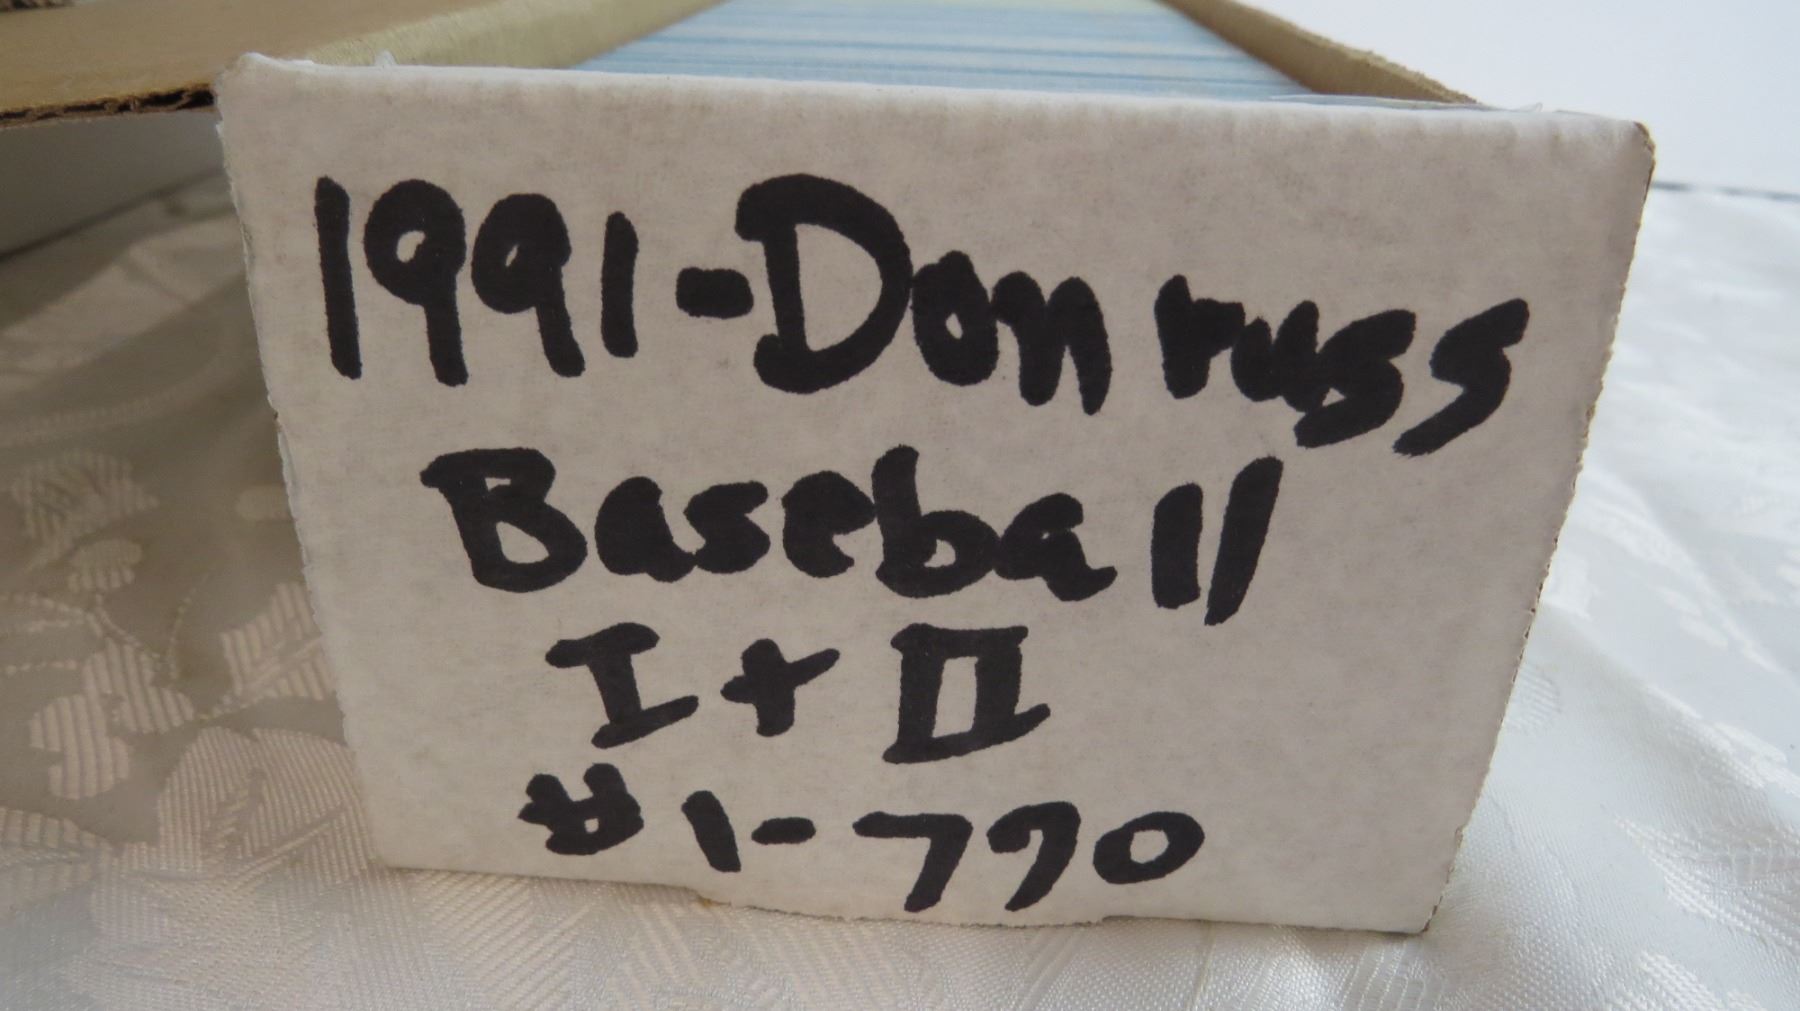 1991-Donruss
Baseball
I + II
# 1-770